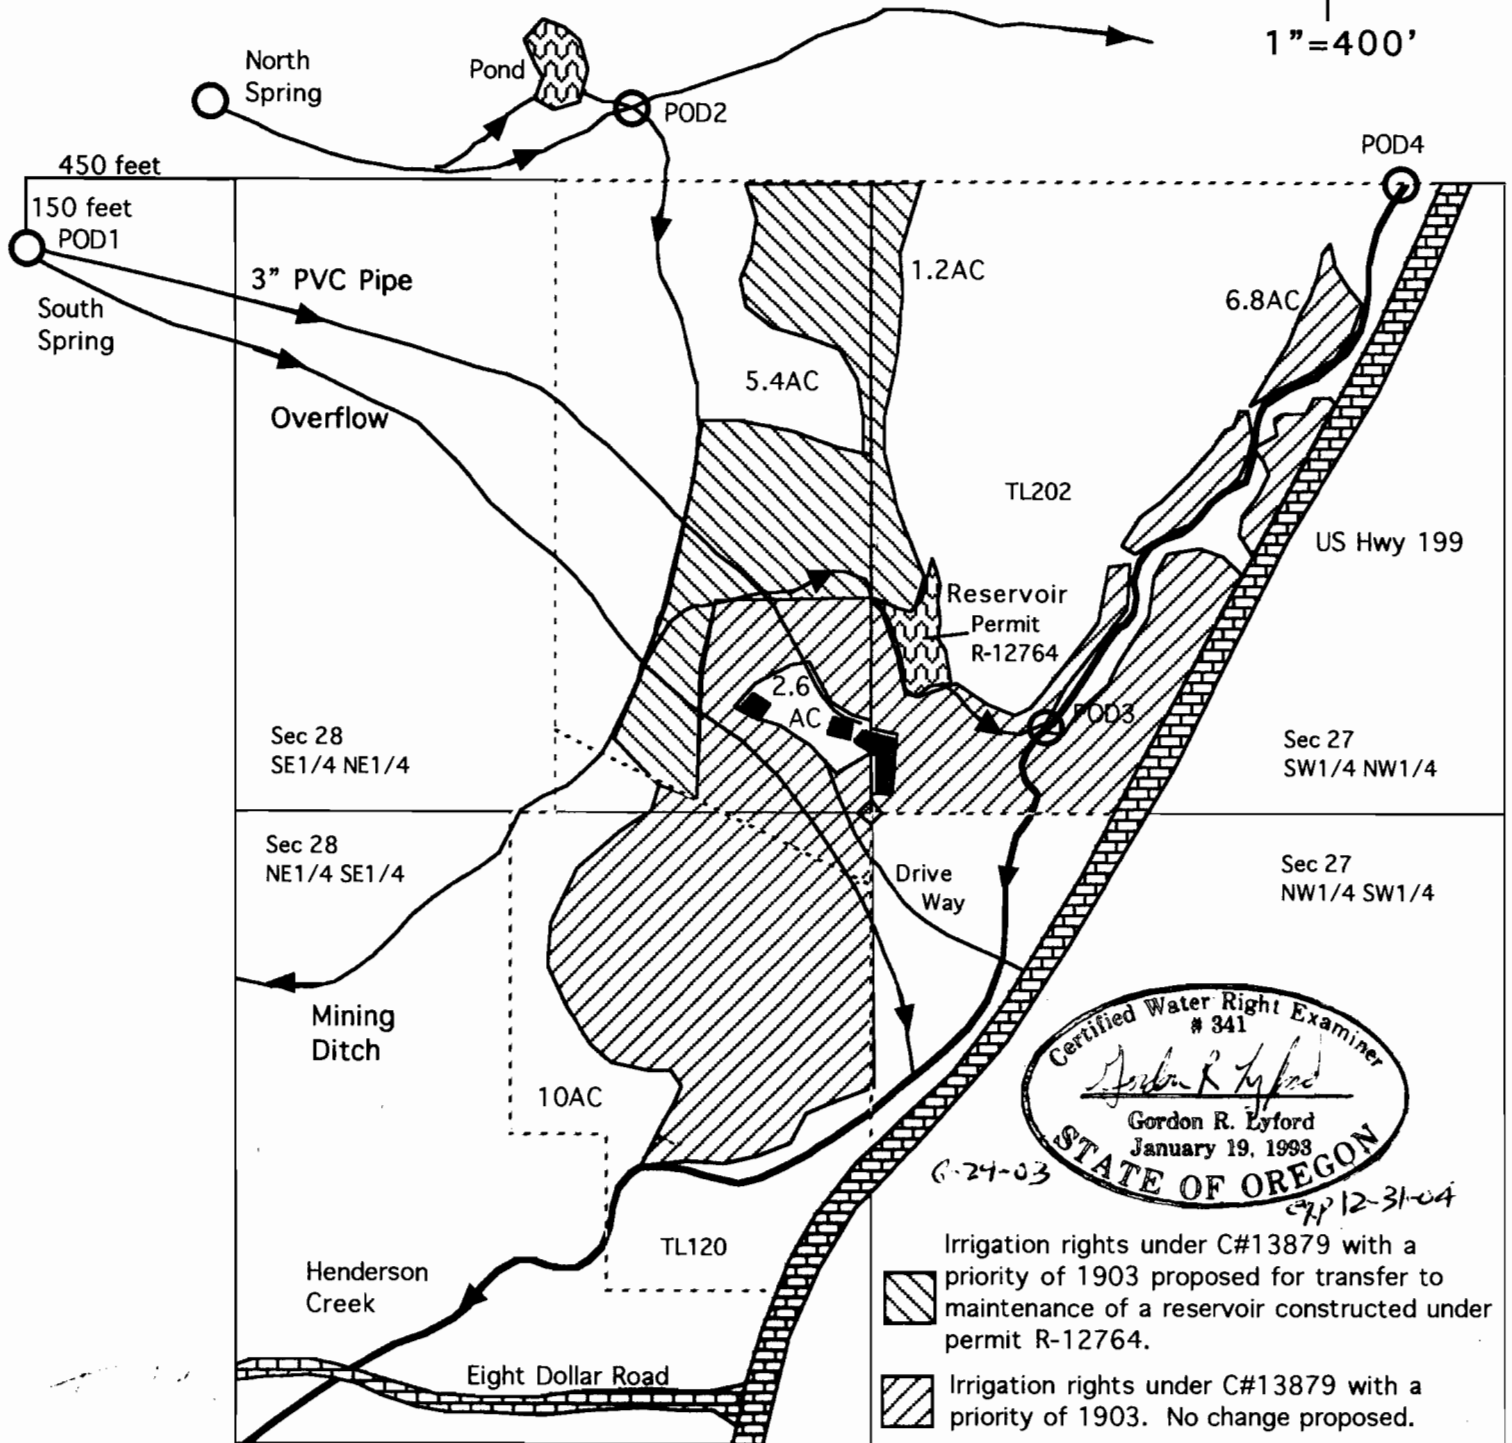 1"=400'
North
Spring
Pond
POD2
POD4
450 feet
150 feet
POD1
3" PVC Pipe
1.2AC
6.8AC
South
Spring
5.4AC
Overflow
TL202
US Hwy 199
Reservoir
Permit
R-12764
2.6
AC
POD3
Sec 28
SE1/4 NE1/4
Sec 27
SW1/4 NW1/4
Sec 28
NE1/4 SE1/4
Drive
Way
Sec 27
NW1/4 SW1/4
Mining
Ditch
10AC
Certified Water Right Examiner
# 341
Gordon R Lyford
Gordon R. Lyford
January 19, 1993
STATE OF OREGON
6-24-03
exp 12-31-04
TL120
Henderson
Creek
Eight Dollar Road
Irrigation rights under C#13879 with a
priority of 1903 proposed for transfer to
maintenance of a reservoir constructed under
permit R-12764.
Irrigation rights under C#13879 with a
priority of 1903. No change proposed.